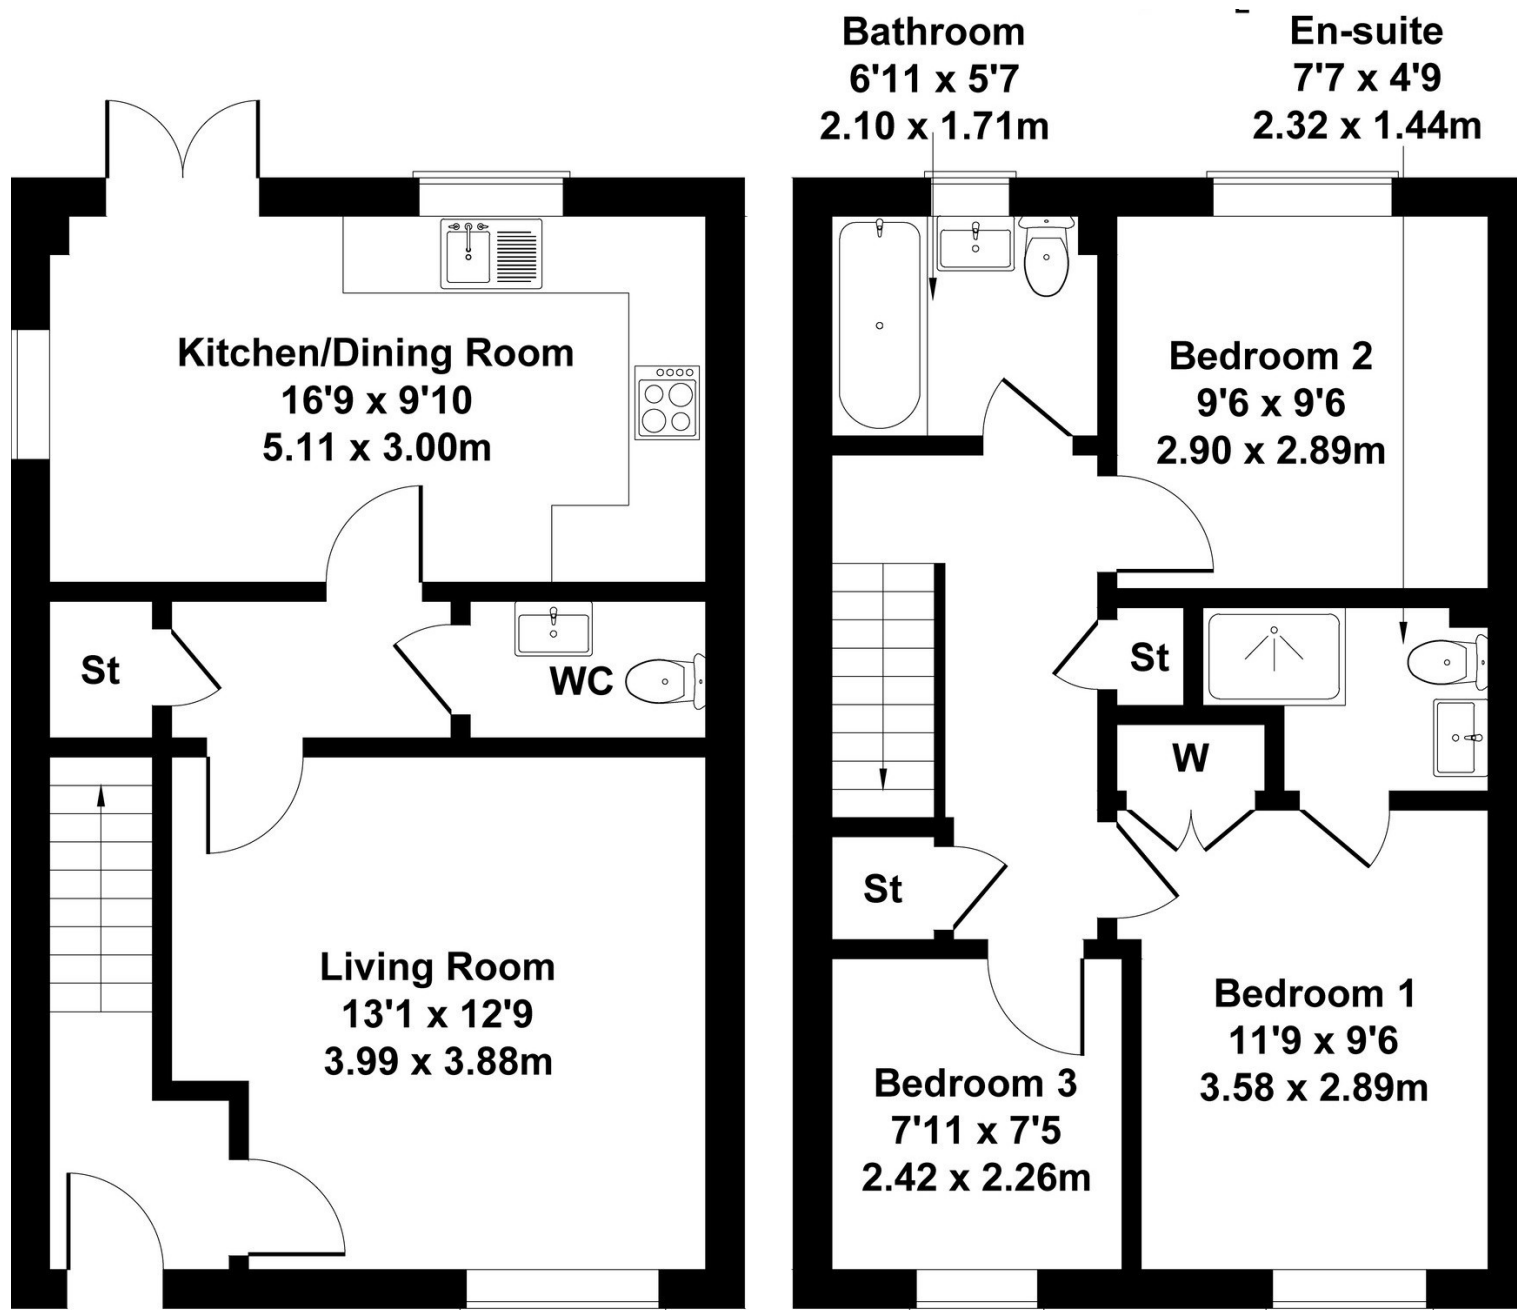 Bathroom
6'11 x 5'7
2.10 x 1.71m
En-suite
7'7 x 4'9
2.32 x 1.44m
Kitchen/Dining Room
16'9 x 9'10
5.11 x 3.00m
Bedroom 2
9'6 x 9'6
2.90 x 2.89m
St
WC
St
W
St
Living Room
13'1 x 12'9
3.99 x 3.88m
Bedroom 1
11'9 x 9'6
3.58 x 2.89m
Bedroom 3
7'11 x 7'5
2.42 x 2.26m